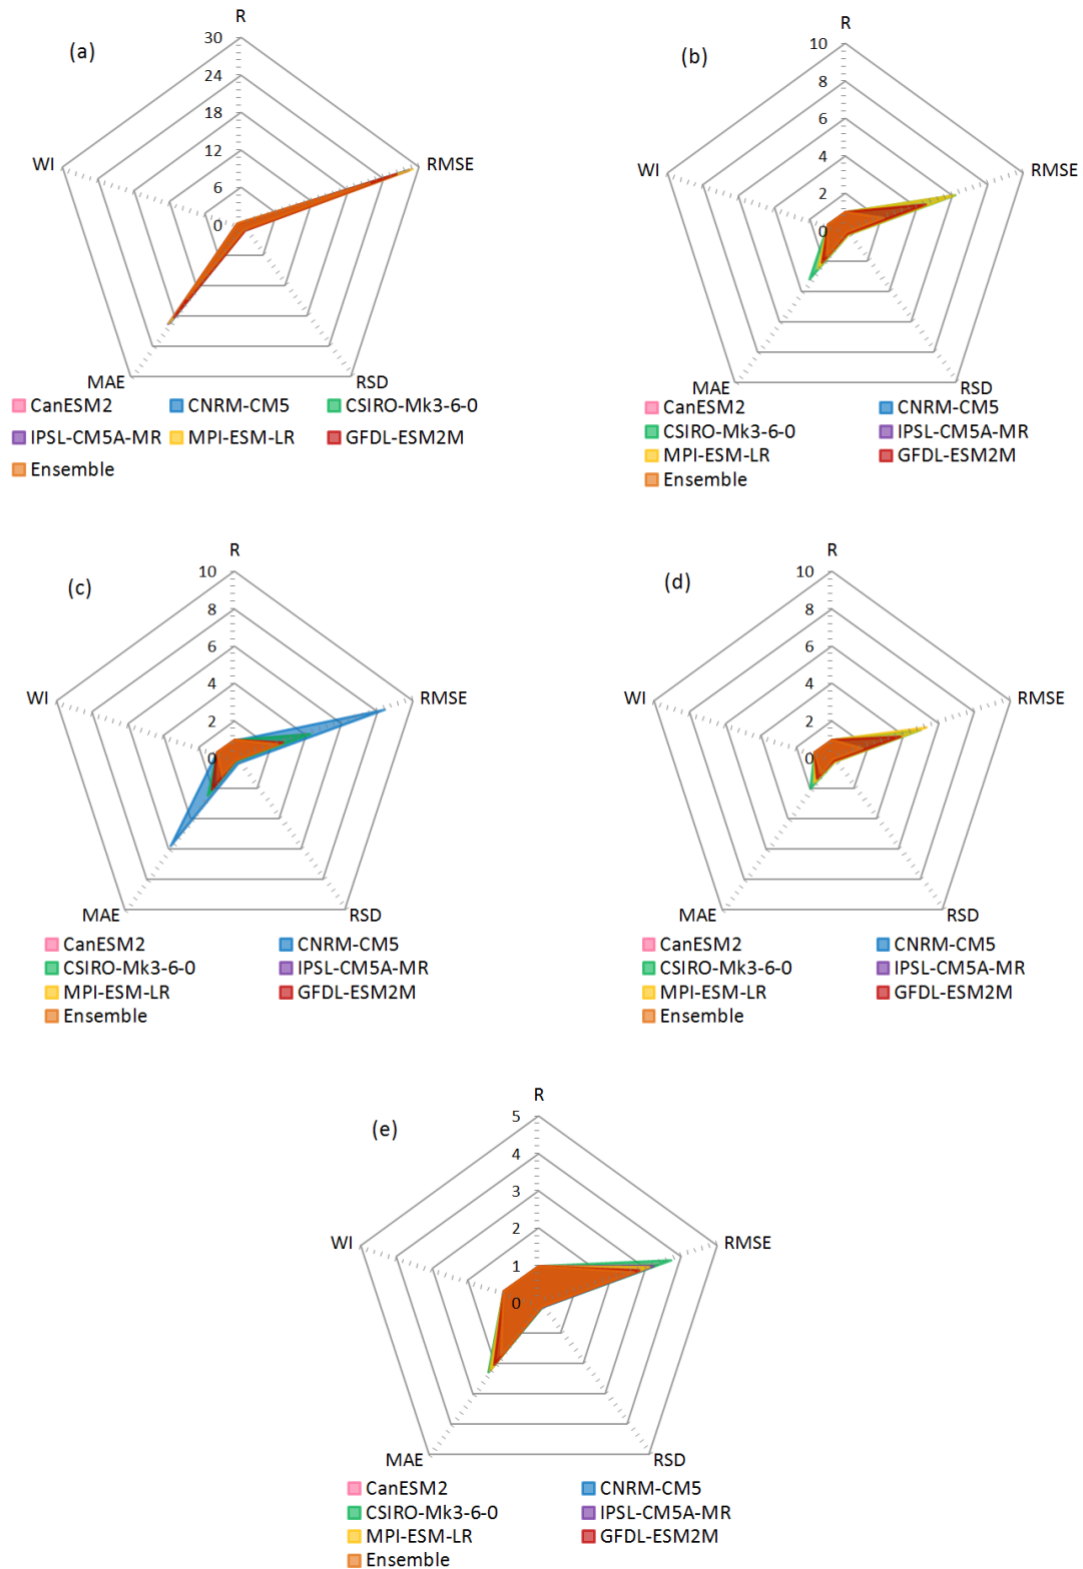 R
(a)
30
24
18
12
6
0
WI
RMSE
MAE
RSD
CanESM2 CNRM-CM5 CSIRO-Mk3-6-0
IPSL-CM5A-MR MPI-ESM-LR GFDL-ESM2M
Ensemble
R
(b)
10
8
6
4
2
0
WI
RMSE
MAE
RSD
CanESM2 CNRM-CM5
CSIRO-Mk3-6-0 IPSL-CM5A-MR
MPI-ESM-LR GFDL-ESM2M
Ensemble
R
(c)
10
8
6
4
2
0
WI
RMSE
MAE
RSD
CanESM2 CNRM-CM5
CSIRO-Mk3-6-0 IPSL-CM5A-MR
MPI-ESM-LR GFDL-ESM2M
Ensemble
R
(d)
10
8
6
4
2
0
WI
RMSE
MAE
RSD
CanESM2 CNRM-CM5
CSIRO-Mk3-6-0 IPSL-CM5A-MR
MPI-ESM-LR GFDL-ESM2M
Ensemble
R
(e)
5
4
3
2
1
0
WI
RMSE
MAE
RSD
CanESM2 CNRM-CM5
CSIRO-Mk3-6-0 IPSL-CM5A-MR
MPI-ESM-LR GFDL-ESM2M
Ensemble